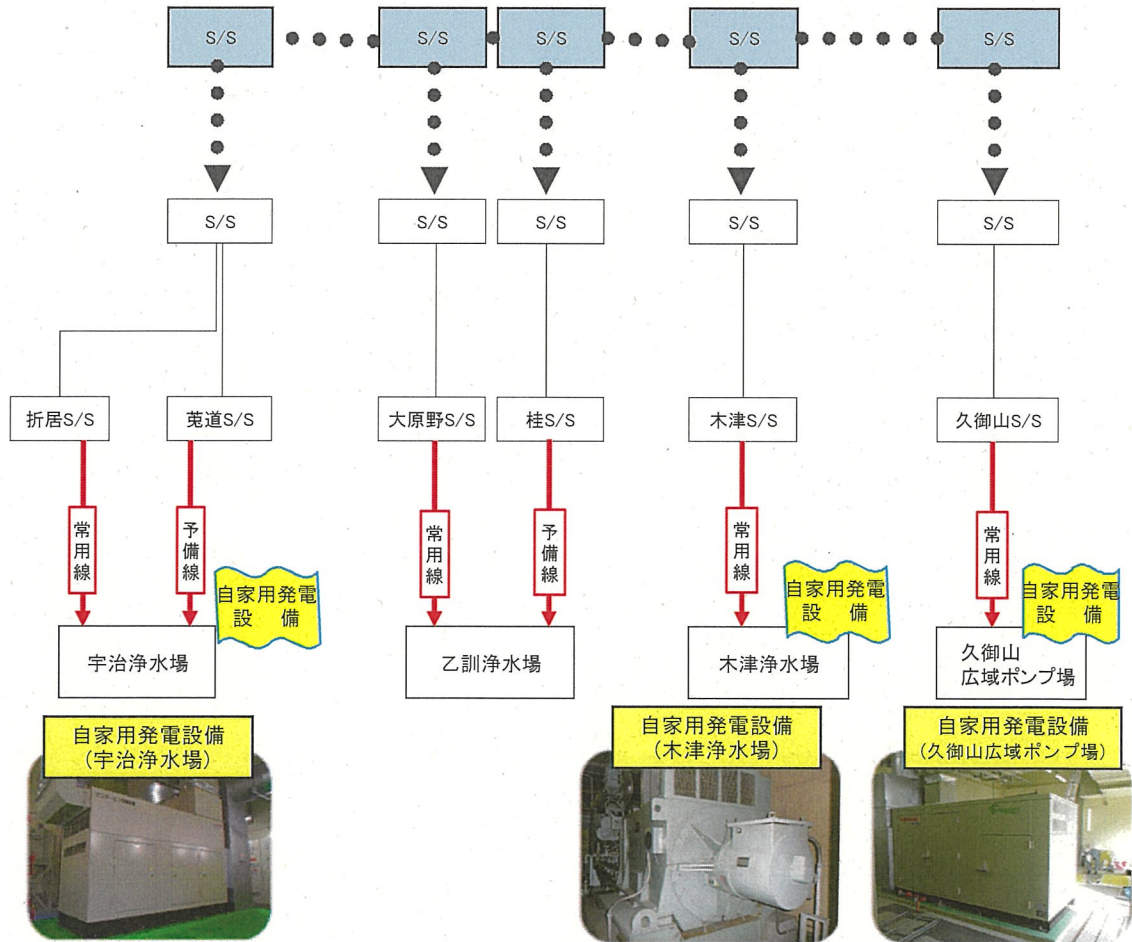 S/S
S/S
S/S
S/S
S/S
S/S
S/S
S/S
S/S
S/S
折居S/S
莵道S/S
大原野S/S
桂S/S
木津S/S
久御山S/S
常用線
予備線
常用線
予備線
常用線
常用線
自家用発電
設 備
自家用発電
設 備
自家用発電
設 備
宇治浄水場
乙訓浄水場
木津浄水場
久御山
広域ポンプ場
自家用発電設備
(宇治浄水場)
自家用発電設備
(木津浄水場)
自家用発電設備
(久御山広域ポンプ場)